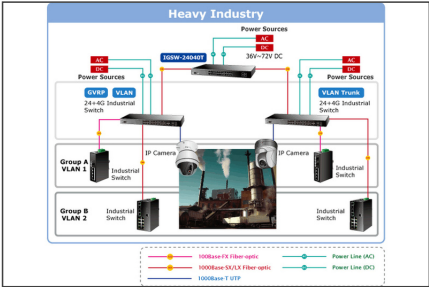 Heavy Industry
Power Sources
AC
DC
IGSW-24040T
AC
DC
36V~72V DC
AC
DC
Power Sources
AC
DC
Power Sources
GVRP VLAN
24+4G Industrial
Switch
VLAN Trunk
24+4G Industrial
Switch
IP Camera
IP Camera
Group A
VLAN 1
Industrial
Switch
Industrial
Switch
Group B
VLAN 2
Industrial
Switch
Industrial
Switch
100Base-FX Fiber-optic
Power Line (AC)
1000Base-SX/LX Fiber-optic
Power Line (DC)
1000Base-T UTP